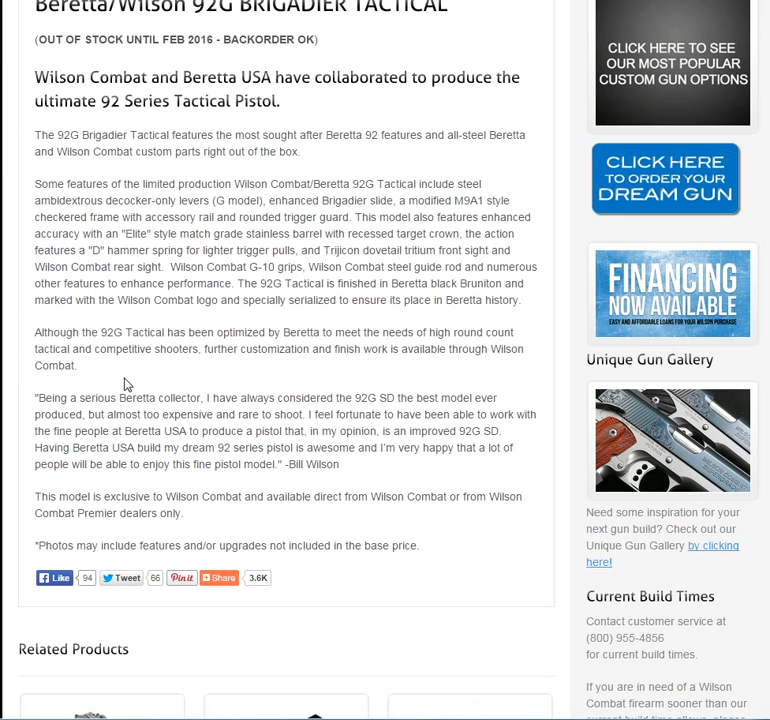 Beretta/Wilson 92G BRIGADIER TACTICAL
(OUT OF STOCK UNTIL FEB 2016 - BACKORDER OK)
Wilson Combat and Beretta USA have collaborated to produce the
ultimate 92 Series Tactical Pistol.
The 92G Brigadier Tactical features the most sought after Beretta 92 features and all-steel Beretta
and Wilson Combat custom parts right out of the box.
Some features of the limited production Wilson Combat/Beretta 92G Tactical include steel
ambidextrous decocker-only levers (G model), enhanced Brigadier slide, a modified M9A1 style
checkered frame with accessory rail and rounded trigger guard. This model also features enhanced
accuracy with an "Elite" style match grade stainless barrel with recessed target crown, the action
features a "D" hammer spring for lighter trigger pulls, and Trijicon dovetail tritium front sight and
Wilson Combat rear sight.  Wilson Combat G-10 grips, Wilson Combat steel guide rod and numerous
other features to enhance performance. The 92G Tactical is finished in Beretta black Bruniton and
marked with the Wilson Combat logo and specially serialized to ensure its place in Beretta history.
Although the 92G Tactical has been optimized by Beretta to meet the needs of high round count
tactical and competitive shooters, further customization and finish work is available through Wilson
Combat.
"Being a serious Beretta collector, I have always considered the 92G SD the best model ever
produced, but almost too expensive and rare to shoot. I feel fortunate to have been able to work with
the fine people at Beretta USA to produce a pistol that, in my opinion, is an improved 92G SD.
Having Beretta USA build my dream 92 series pistol is awesome and I'm very happy that a lot of
people will be able to enjoy this fine pistol model." -Bill Wilson
This model is exclusive to Wilson Combat and available direct from Wilson Combat or from Wilson
Combat Premier dealers only.
*Photos may include features and/or upgrades not included in the base price.
Like 94 Tweet 66 Pin it Share 3.6K
Related Products
CLICK HERE TO SEE
OUR MOST POPULAR
CUSTOM GUN OPTIONS
CLICK HERE
TO ORDER YOUR
DREAM GUN
FINANCING
NOW AVAILABLE
EASY AND AFFORDABLE LOANS FOR YOUR WILSON PURCHASE
Unique Gun Gallery
Need some inspiration for your
next gun build? Check out our
Unique Gun Gallery by clicking
here!
Current Build Times
Contact customer service at
(800) 955-4856
for current build times.
If you are in need of a Wilson
Combat firearm sooner than our